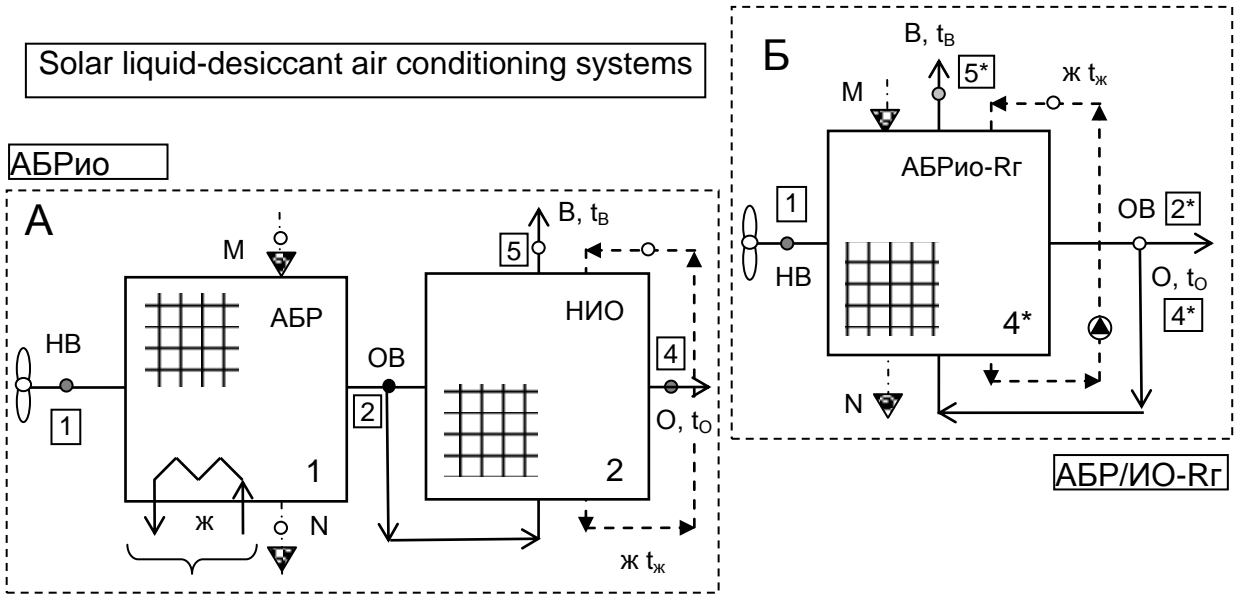 Solar liquid-desiccant air conditioning systems
АБРио
А
НВ
1
М
АБР
1
ж
N
ОВ
2
В, tВ
5
НИО
2
4
О, tО
ж tж
Б
В, tВ
5*
ж tж
М
АБРио-Rг
1
НВ
4*
ОВ 2*
О, tО
4*
N
АБР/ИО-Rг